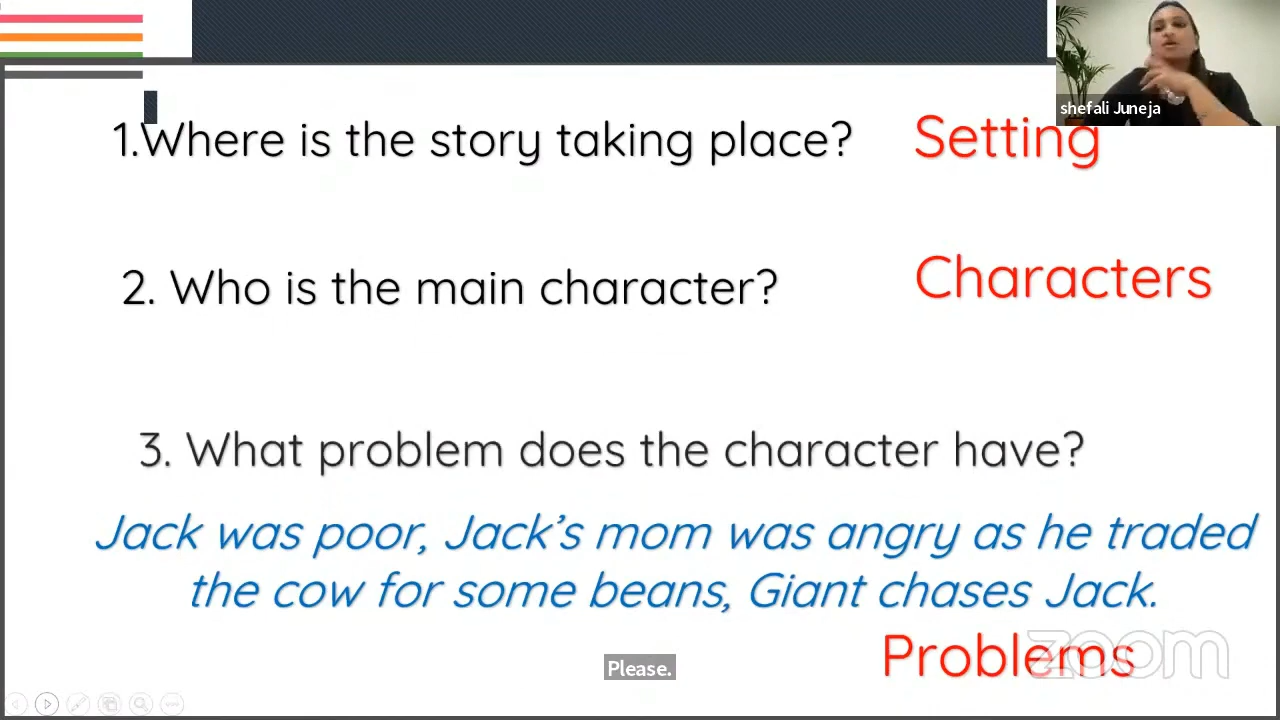 shefali Juneja
1.Where is the story taking place?
Setting
2. Who is the main character?
Characters
3. What problem does the character have?
Jack was poor, Jack's mom was angry as he traded
the cow for some beans, Giant chases Jack.
Problems
zoom
Please.